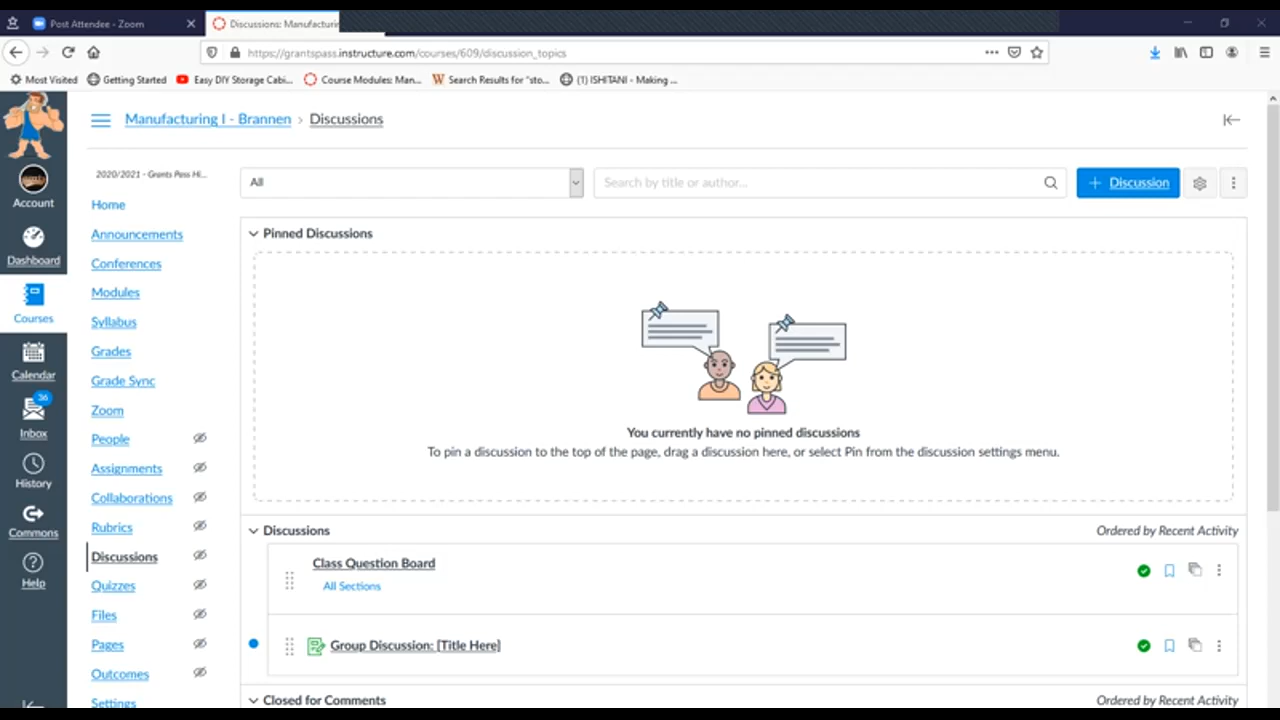 Post Attendee - Zoom
Discussions: Manufacturin
https://grantspass.instructure.com/courses/609/discussion_topics
Most Visited
Getting Started
Easy DIY Storage Cabi...
Course Modules: Man...
Search Results for "sto...
(1) ISHITANI - Making ...
Manufacturing I - Brannen › Discussions
2020/2021 - Grants Pass Hi...
Account
Dashboard
Courses
Calendar
36
Inbox
History
Commons
Help
Home
Announcements
Conferences
Modules
Syllabus
Grades
Grade Sync
Zoom
People
Assignments
Collaborations
Rubrics
Discussions
Quizzes
Files
Pages
Outcomes
Settings
All
Search by title or author...
+ Discussion
Pinned Discussions
You currently have no pinned discussions
To pin a discussion to the top of the page, drag a discussion here, or select Pin from the discussion settings menu.
Discussions
Ordered by Recent Activity
Class Question Board
All Sections
Group Discussion: [Title Here]
Closed for Comments
Ordered by Recent Activity